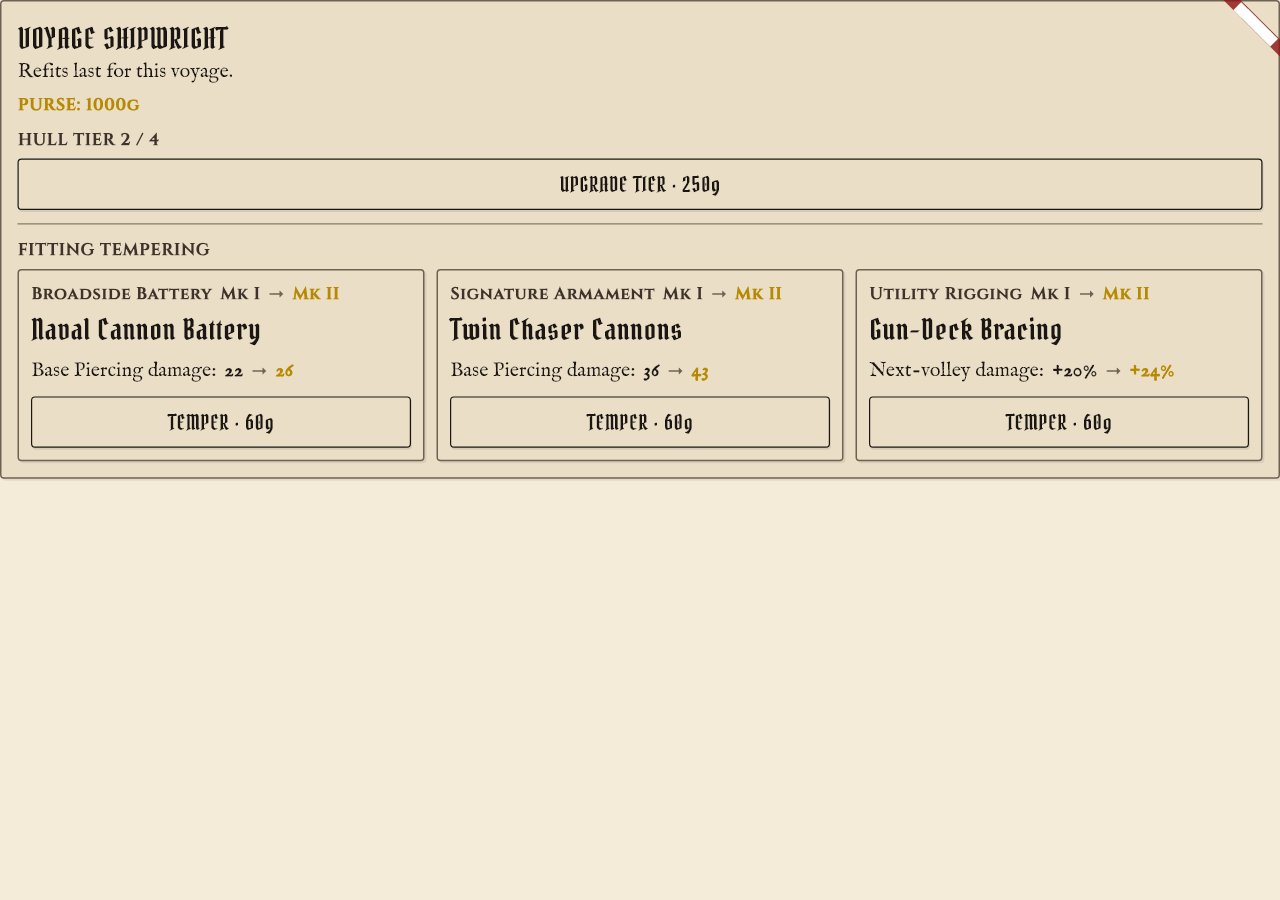 VOYAGE SHIPWRIGHT
Refits last for this voyage.
PURSE: 1000G
HULL TIER 2 / 4
UPGRADE TIER · 250g
FITTING TEMPERING
Broadside Battery Mk I → Mk II
Naval Cannon Battery
Base Piercing damage: 22 → 26
TEMPER · 60g
Signature Armament Mk I → Mk II
Twin Chaser Cannons
Base Piercing damage: 36 → 43
TEMPER · 60g
Utility Rigging Mk I → Mk II
Gun-Deck Bracing
Next-volley damage: +20% → +24%
TEMPER · 60g